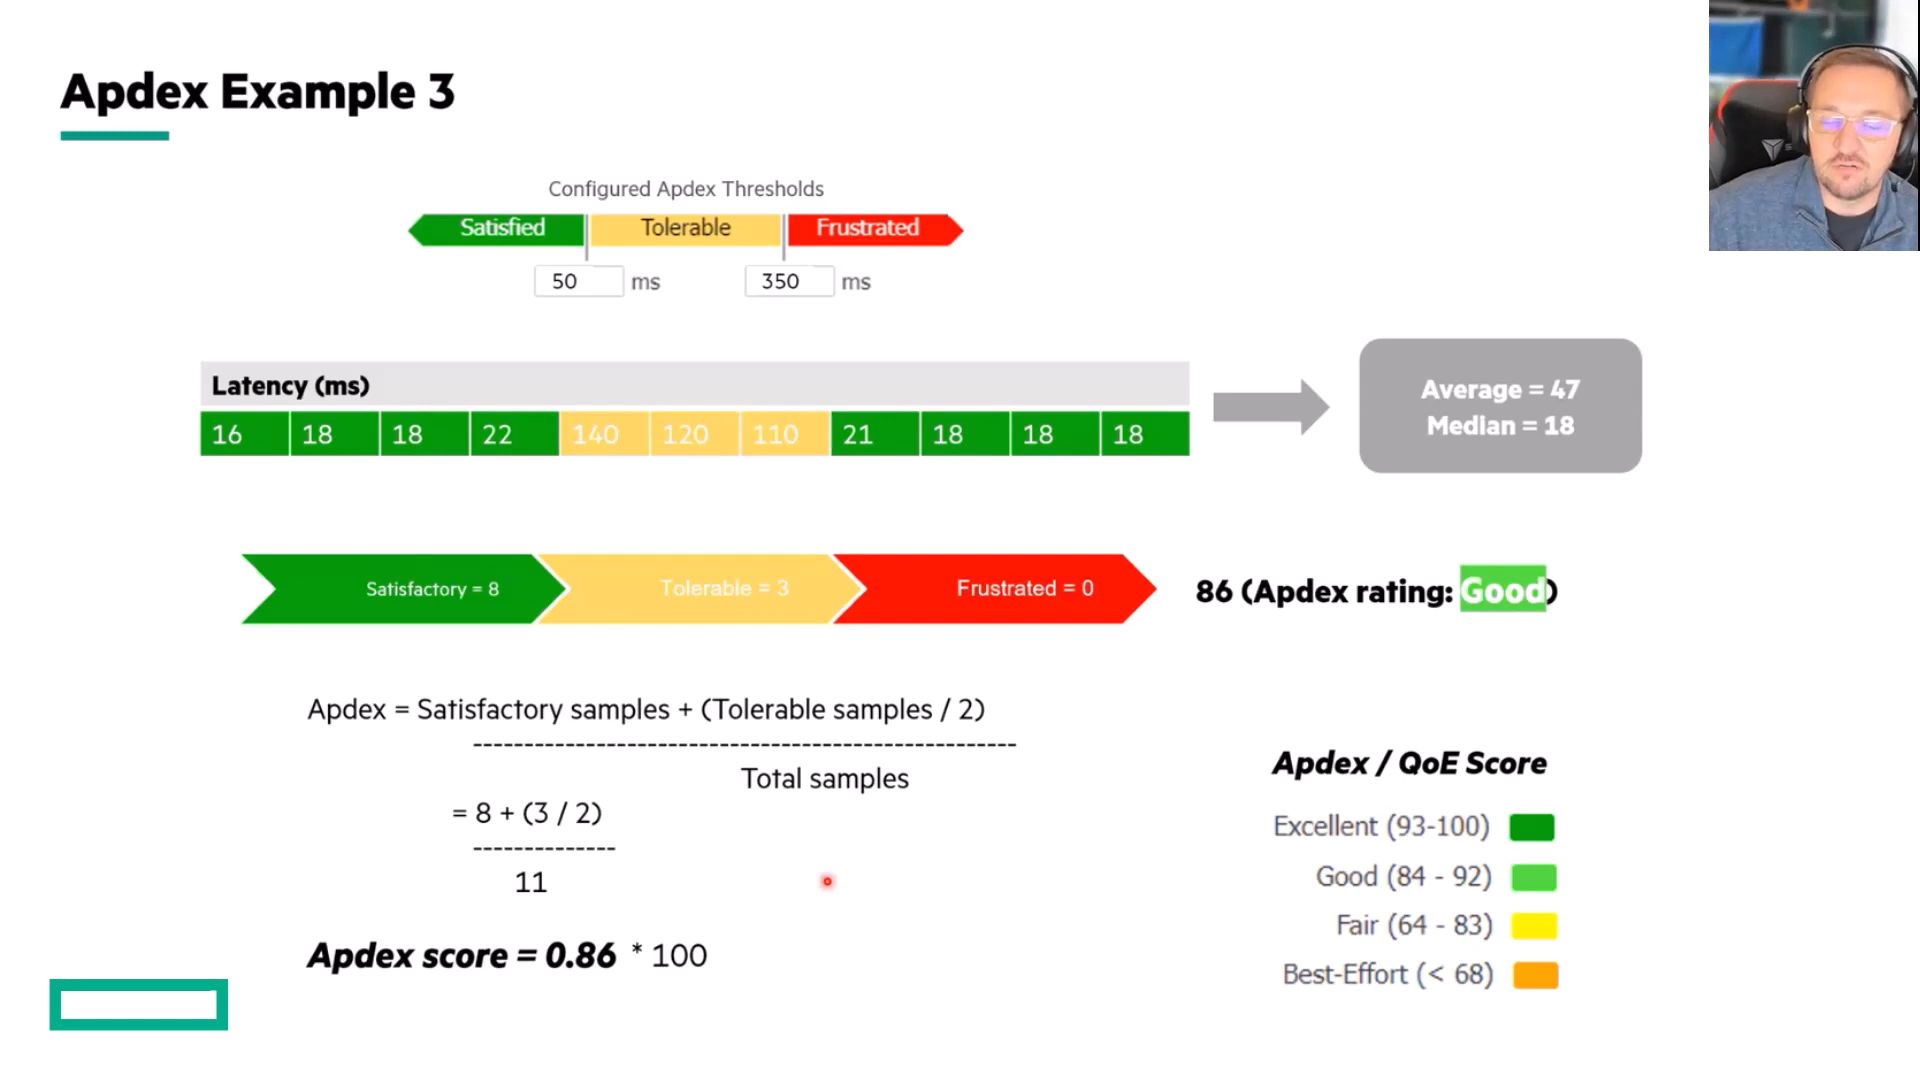 Apdex Example 3
Configured Apdex Thresholds
Satisfied Tolerable Frustrated
50 ms 350 ms
Latency (ms)
16 18 18 22 140 120 110 21 18 18 18
Average = 47
Median = 18
Satisfactory = 8 Tolerable = 3 Frustrated = 0
86 (Apdex rating: Good)
Apdex = Satisfactory samples + (Tolerable samples / 2)
------------------------------------------------------
Total samples
= 8 + (3 / 2)
--------------
11
Apdex score = 0.86 * 100
Apdex / QoE Score
Excellent (93-100)
Good (84 - 92)
Fair (64 - 83)
Best-Effort (< 68)